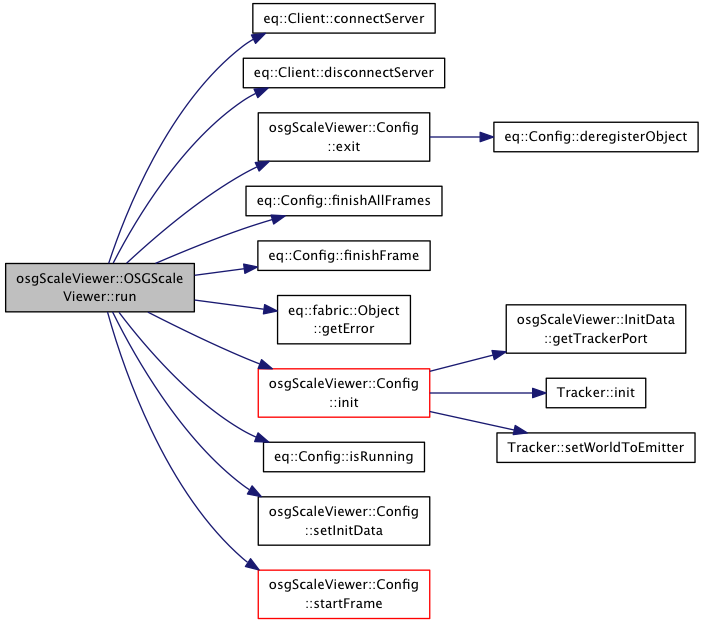 osgScaleViewer::OSGScale
Viewer::run
eq::Client::connectServer
eq::Client::disconnectServer
osgScaleViewer::Config
::exit
eq::Config::deregisterObject
eq::Config::finishAllFrames
eq::Config::finishFrame
eq::fabric::Object
::getError
osgScaleViewer::Config
::init
osgScaleViewer::InitData
::getTrackerPort
Tracker::init
Tracker::setWorldToEmitter
eq::Config::isRunning
osgScaleViewer::Config
::setInitData
osgScaleViewer::Config
::startFrame